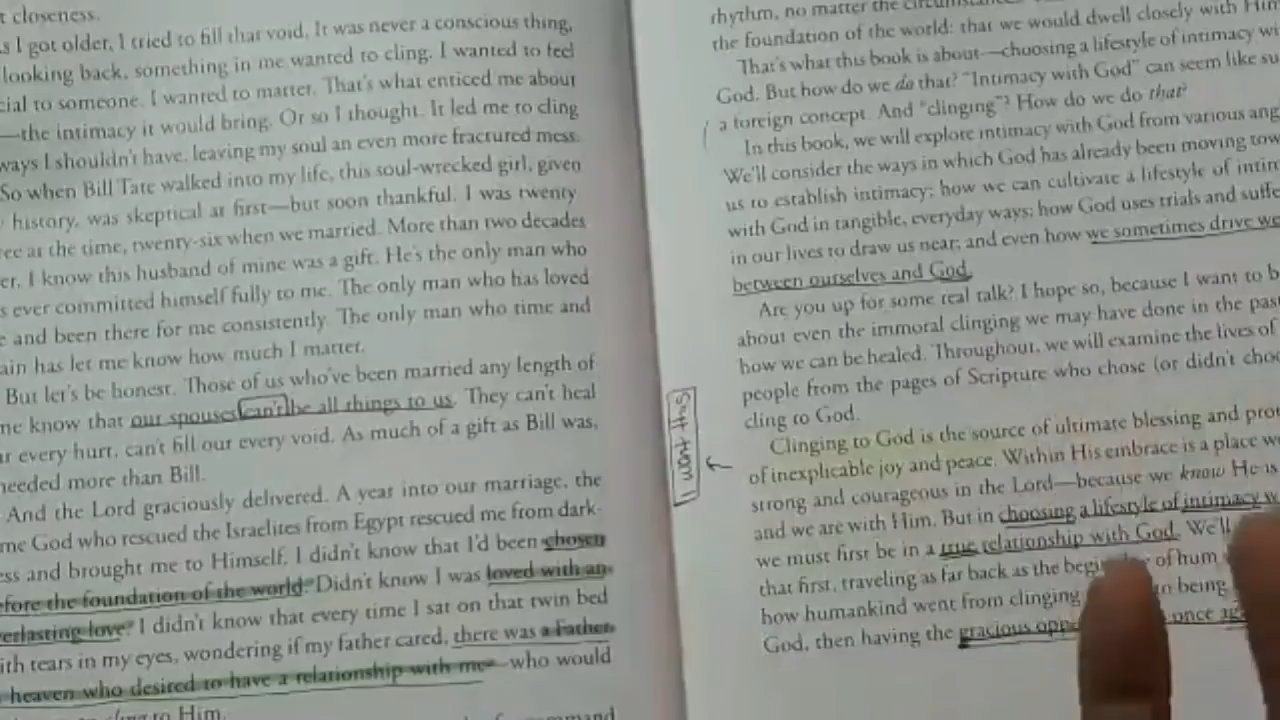 t closeness.
s I got older, I tried to fill that void. It was never a conscious thing,
looking back, something in me wanted to cling. I wanted to feel
cial to someone. I wanted to matter. That's what enticed me about
—the intimacy it would bring. Or so I thought. It led me to cling
ways I shouldn't have, leaving my soul an even more fractured mess.
So when Bill Tate walked into my life, this soul-wrecked girl, given
history, was skeptical at first—but soon thankful. I was twenty
ee at the time, twenty-six when we married. More than two decades
er, I know this husband of mine was a gift. He's the only man who
s ever committed himself fully to me. The only man who has loved
e and been there for me consistently. The only man who time and
ain has let me know how much I matter.
But let's be honest. Those of us who've been married any length of
me know that our spouses can't be all things to us. They can't heal
ur every hurt, can't fill our every void. As much of a gift as Bill was,
needed more than Bill.
And the Lord graciously delivered. A year into our marriage, the
me God who rescued the Israelites from Egypt rescued me from dark-
ess and brought me to Himself. I didn't know that I'd been chosen
efore the foundation of the world. Didn't know I was loved with an
verlasting love. I didn't know that every time I sat on that twin bed
ith tears in my eyes, wondering if my father cared, there was a Father
heaven who desired to have a relationship with me—who would
cling to Him.
command
rhythm, no matter the circumstance
the foundation of the world: that we would dwell closely with Him
That's what this book is about—choosing a lifestyle of intimacy wi
God. But how do we do that? "Intimacy with God" can seem like su
a foreign concept. And "clinging"? How do we do that?
In this book, we will explore intimacy with God from various ang
We'll consider the ways in which God has already been moving tow
us to establish intimacy; how we can cultivate a lifestyle of intim
with God in tangible, everyday ways; how God uses trials and suffe
in our lives to draw us near; and even how we sometimes drive we
between ourselves and God.
Are you up for some real talk? I hope so, because I want to b
about even the immoral clinging we may have done in the pas
how we can be healed. Throughout, we will examine the lives of
people from the pages of Scripture who chose (or didn't choo
cling to God.
I want this
Clinging to God is the source of ultimate blessing and pro
of inexplicable joy and peace. Within His embrace is a place we
strong and courageous in the Lord—because we know He is
and we are with Him. But in choosing a lifestyle of intimacy w
we must first be in a true relationship with God. We'll
that first, traveling as far back as the beg of hum
how humankind went from clinging to being
God, then having the gracious opp once aga